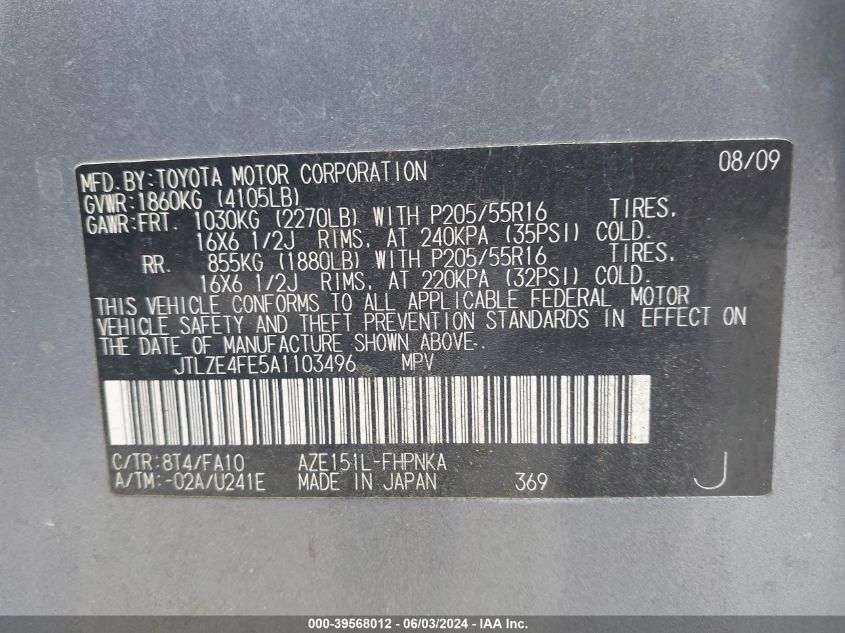 MFD.BY:TOYOTA MOTOR CORPORATION 08/09
GVWR:1860KG (4105LB)
GAWR:FRT. 1030KG (2270LB) WITH P205/55R16 TIRES,
16X6 1/2J RIMS, AT 240KPA (35PSI) COLD.
RR. 855KG (1880LB) WITH P205/55R16 TIRES,
16X6 1/2J RIMS, AT 220KPA (32PSI) COLD.
THIS VEHICLE CONFORMS TO ALL APPLICABLE FEDERAL MOTOR
VEHICLE SAFETY AND THEFT PREVENTION STANDARDS IN EFFECT ON
THE DATE OF MANUFACTURE SHOWN ABOVE.
JTLZE4FE5A1103496 MPV
C/TR:8T4/FA10 AZE151L-FHPNKA
A/TM:-02A/U241E MADE IN JAPAN 369 J
000-39568012 - 06/03/2024 - IAA Inc.